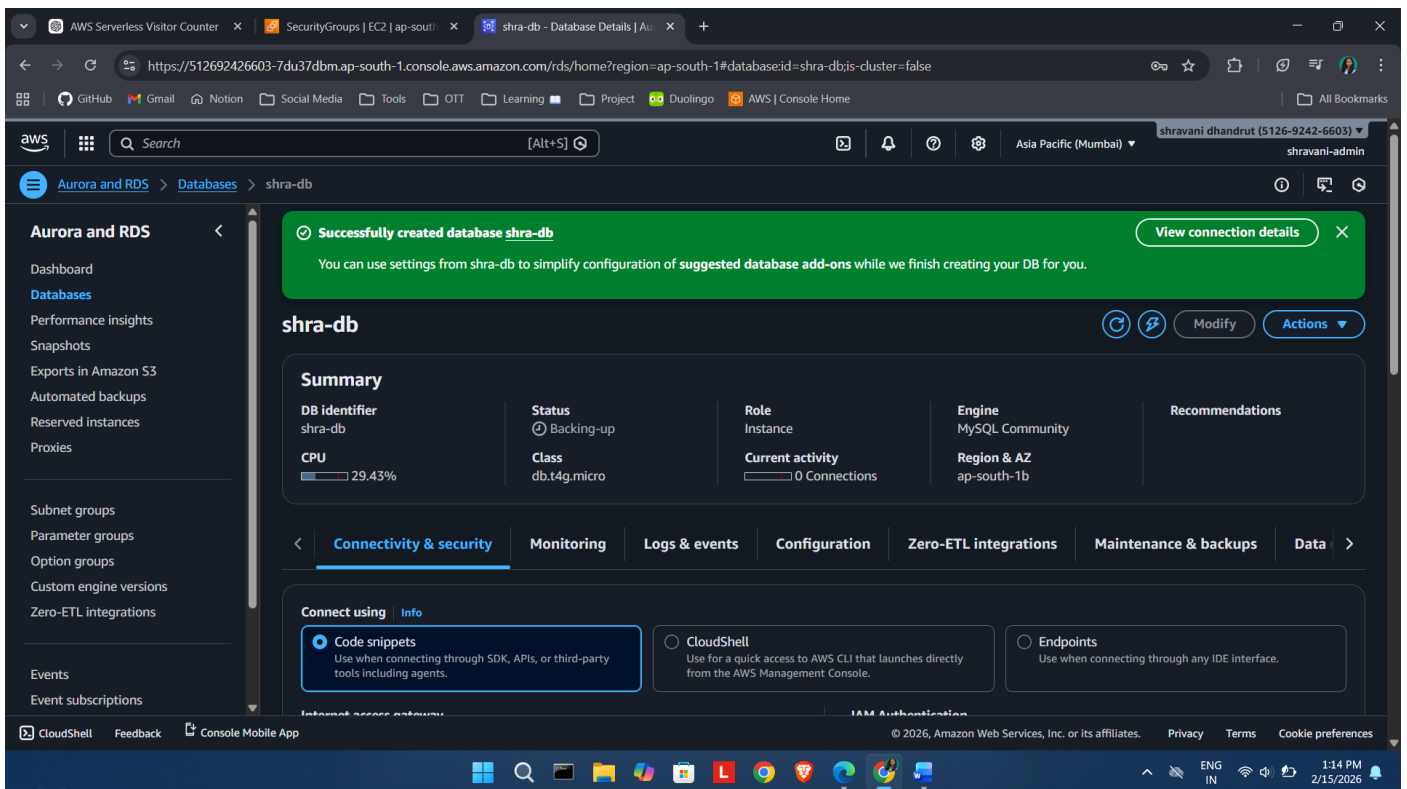 AWS Serverless Visitor Counter
SecurityGroups | EC2 | ap-south
shra-db - Database Details | Au
https://512692426603-7du37dbm.ap-south-1.console.aws.amazon.com/rds/home?region=ap-south-1#database:id=shra-db;is-cluster=false
GitHub Gmail Notion Social Media Tools OTT Learning Project Duolingo AWS | Console Home All Bookmarks
aws Search [Alt+S] Asia Pacific (Mumbai) ▼ shravani dhandrut (5126-9242-6603) ▼
shravani-admin
Aurora and RDS > Databases > shra-db
Aurora and RDS
Dashboard
Databases
Performance insights
Snapshots
Exports in Amazon S3
Automated backups
Reserved instances
Proxies
Subnet groups
Parameter groups
Option groups
Custom engine versions
Zero-ETL integrations
Events
Event subscriptions
Successfully created database shra-db
View connection details
You can use settings from shra-db to simplify configuration of suggested database add-ons while we finish creating your DB for you.
shra-db
Modify
Actions ▼
Summary
DB identifier
shra-db
Status
Backing-up
Role
Instance
Engine
MySQL Community
Recommendations
CPU
29.43%
Class
db.t4g.micro
Current activity
0 Connections
Region & AZ
ap-south-1b
Connectivity & security Monitoring Logs & events Configuration Zero-ETL integrations Maintenance & backups Data
Connect using Info
Code snippets
Use when connecting through SDK, APIs, or third-party
tools including agents.
CloudShell
Use for a quick access to AWS CLI that launches directly
from the AWS Management Console.
Endpoints
Use when connecting through any IDE interface.
Internet access gateway
IAM Authentication
CloudShell Feedback Console Mobile App © 2026, Amazon Web Services, Inc. or its affiliates. Privacy Terms Cookie preferences
L
ENG
IN
1:14 PM
2/15/2026